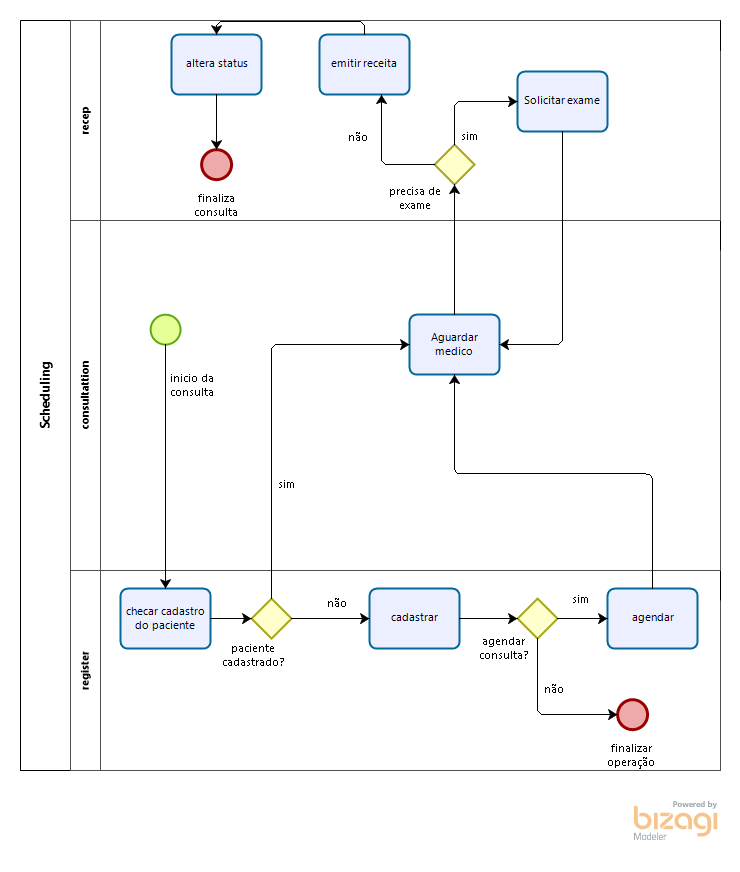 Scheduling
recep
altera status
emitir receita
Solicitar exame
não
sim
precisa de
exame
finaliza
consulta
consultattion
Aguardar
medico
inicio da
consulta
sim
register
checar cadastro
do paciente
não
cadastrar
sim
agendar
paciente
cadastrado?
agendar
consulta?
não
finalizar
operação
Powered by
bizagi
Modeler